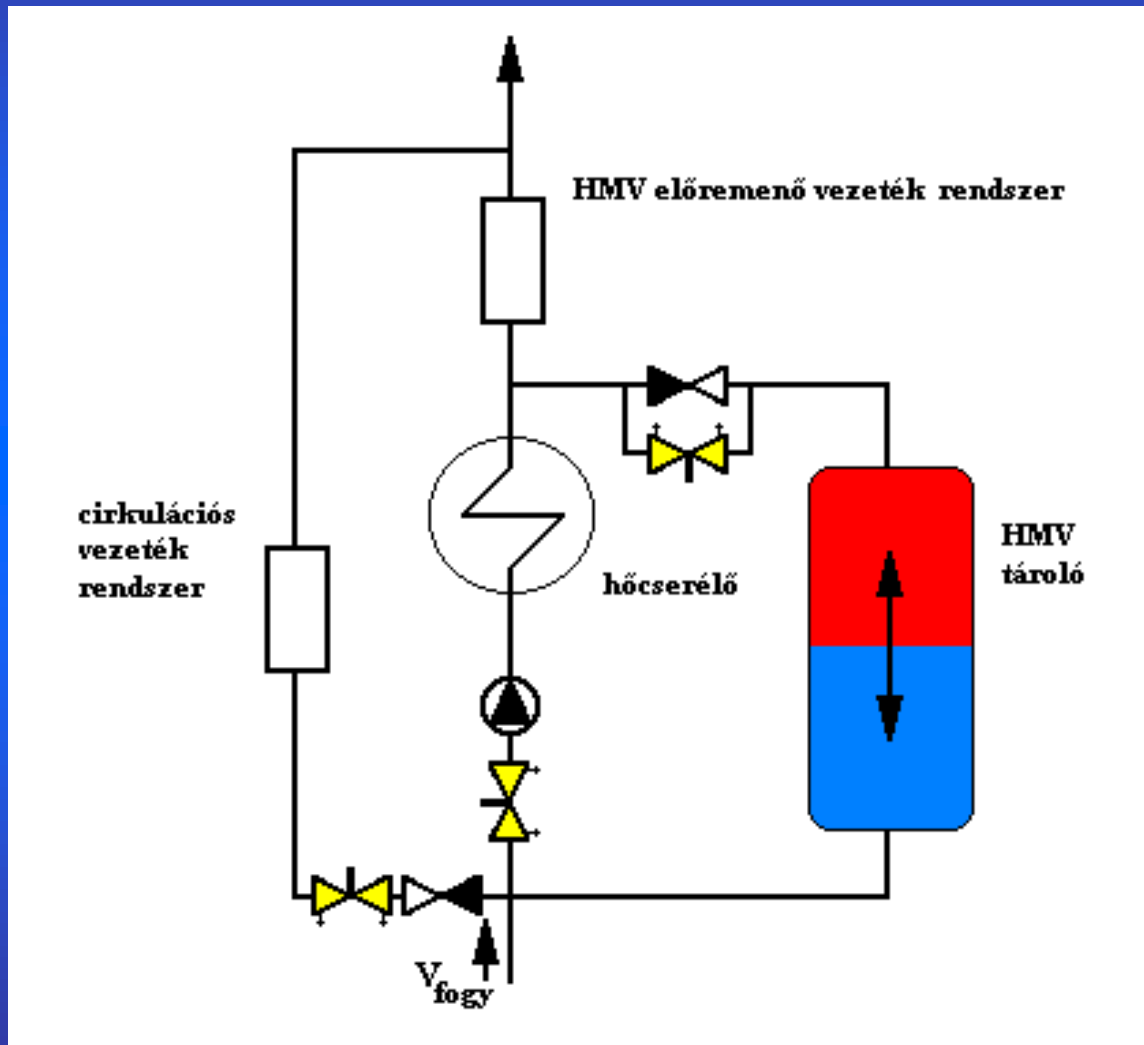 HMV előremenő vezeték rendszer
cirkulációs
vezeték
rendszer
hőcserélő
HMV
tároló
V fogy